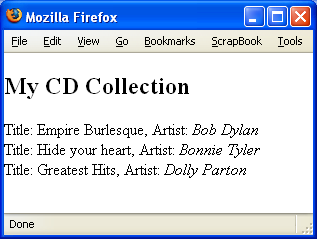 Mozilla Firefox
File Edit View Go Bookmarks ScrapBook Tools
My CD Collection
Title: Empire Burlesque, Artist: Bob Dylan
Title: Hide your heart, Artist: Bonnie Tyler
Title: Greatest Hits, Artist: Dolly Parton
Done